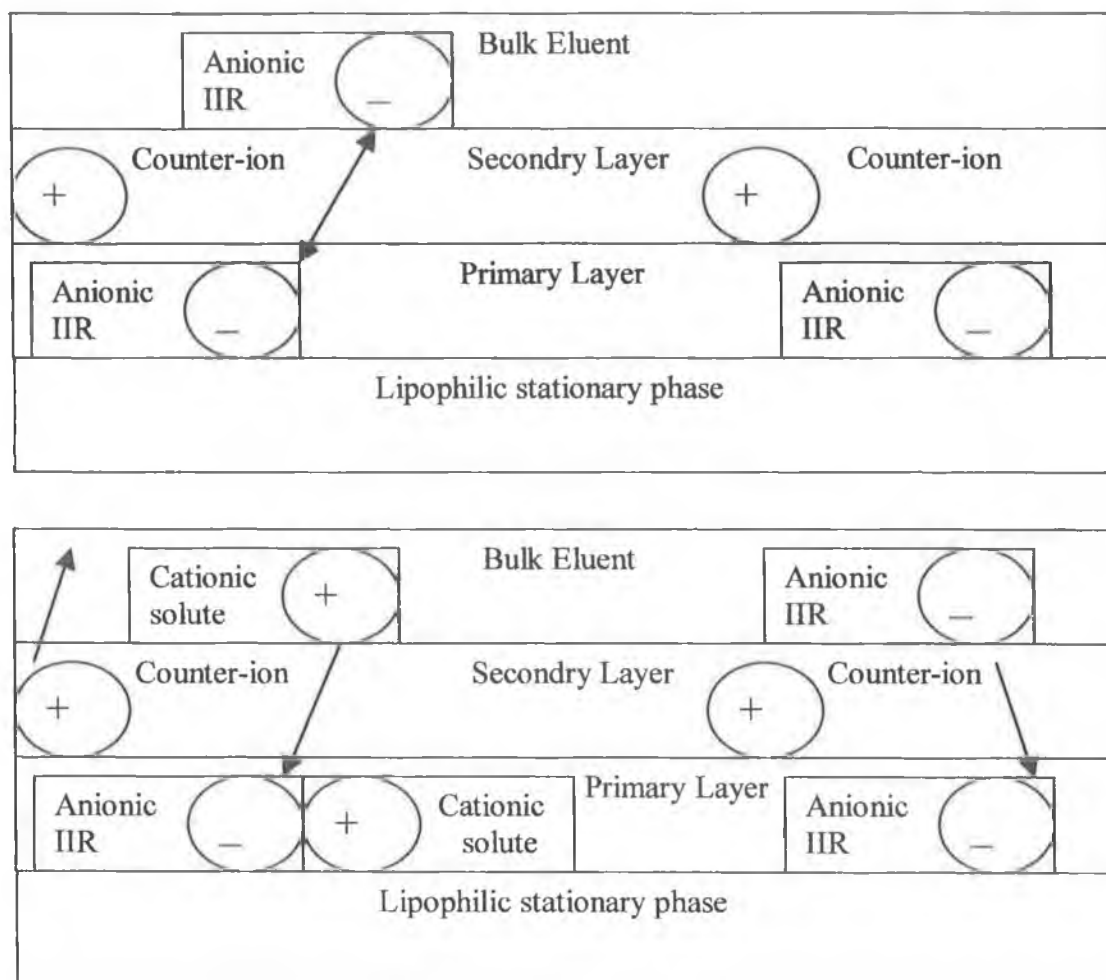 Bulk Eluent
Anionic
IIR
−
Counter-ion
Secondry Layer
Counter-ion
+
+
Primary Layer
Anionic
IIR
−
Anionic
IIR
−
Lipophilic stationary phase
Bulk Eluent
Cationic
solute
+
Anionic
IIR
−
Counter-ion
Secondry Layer
Counter-ion
+
+
Primary Layer
Anionic
IIR
−
+
Cationic
solute
Anionic
IIR
−
Lipophilic stationary phase